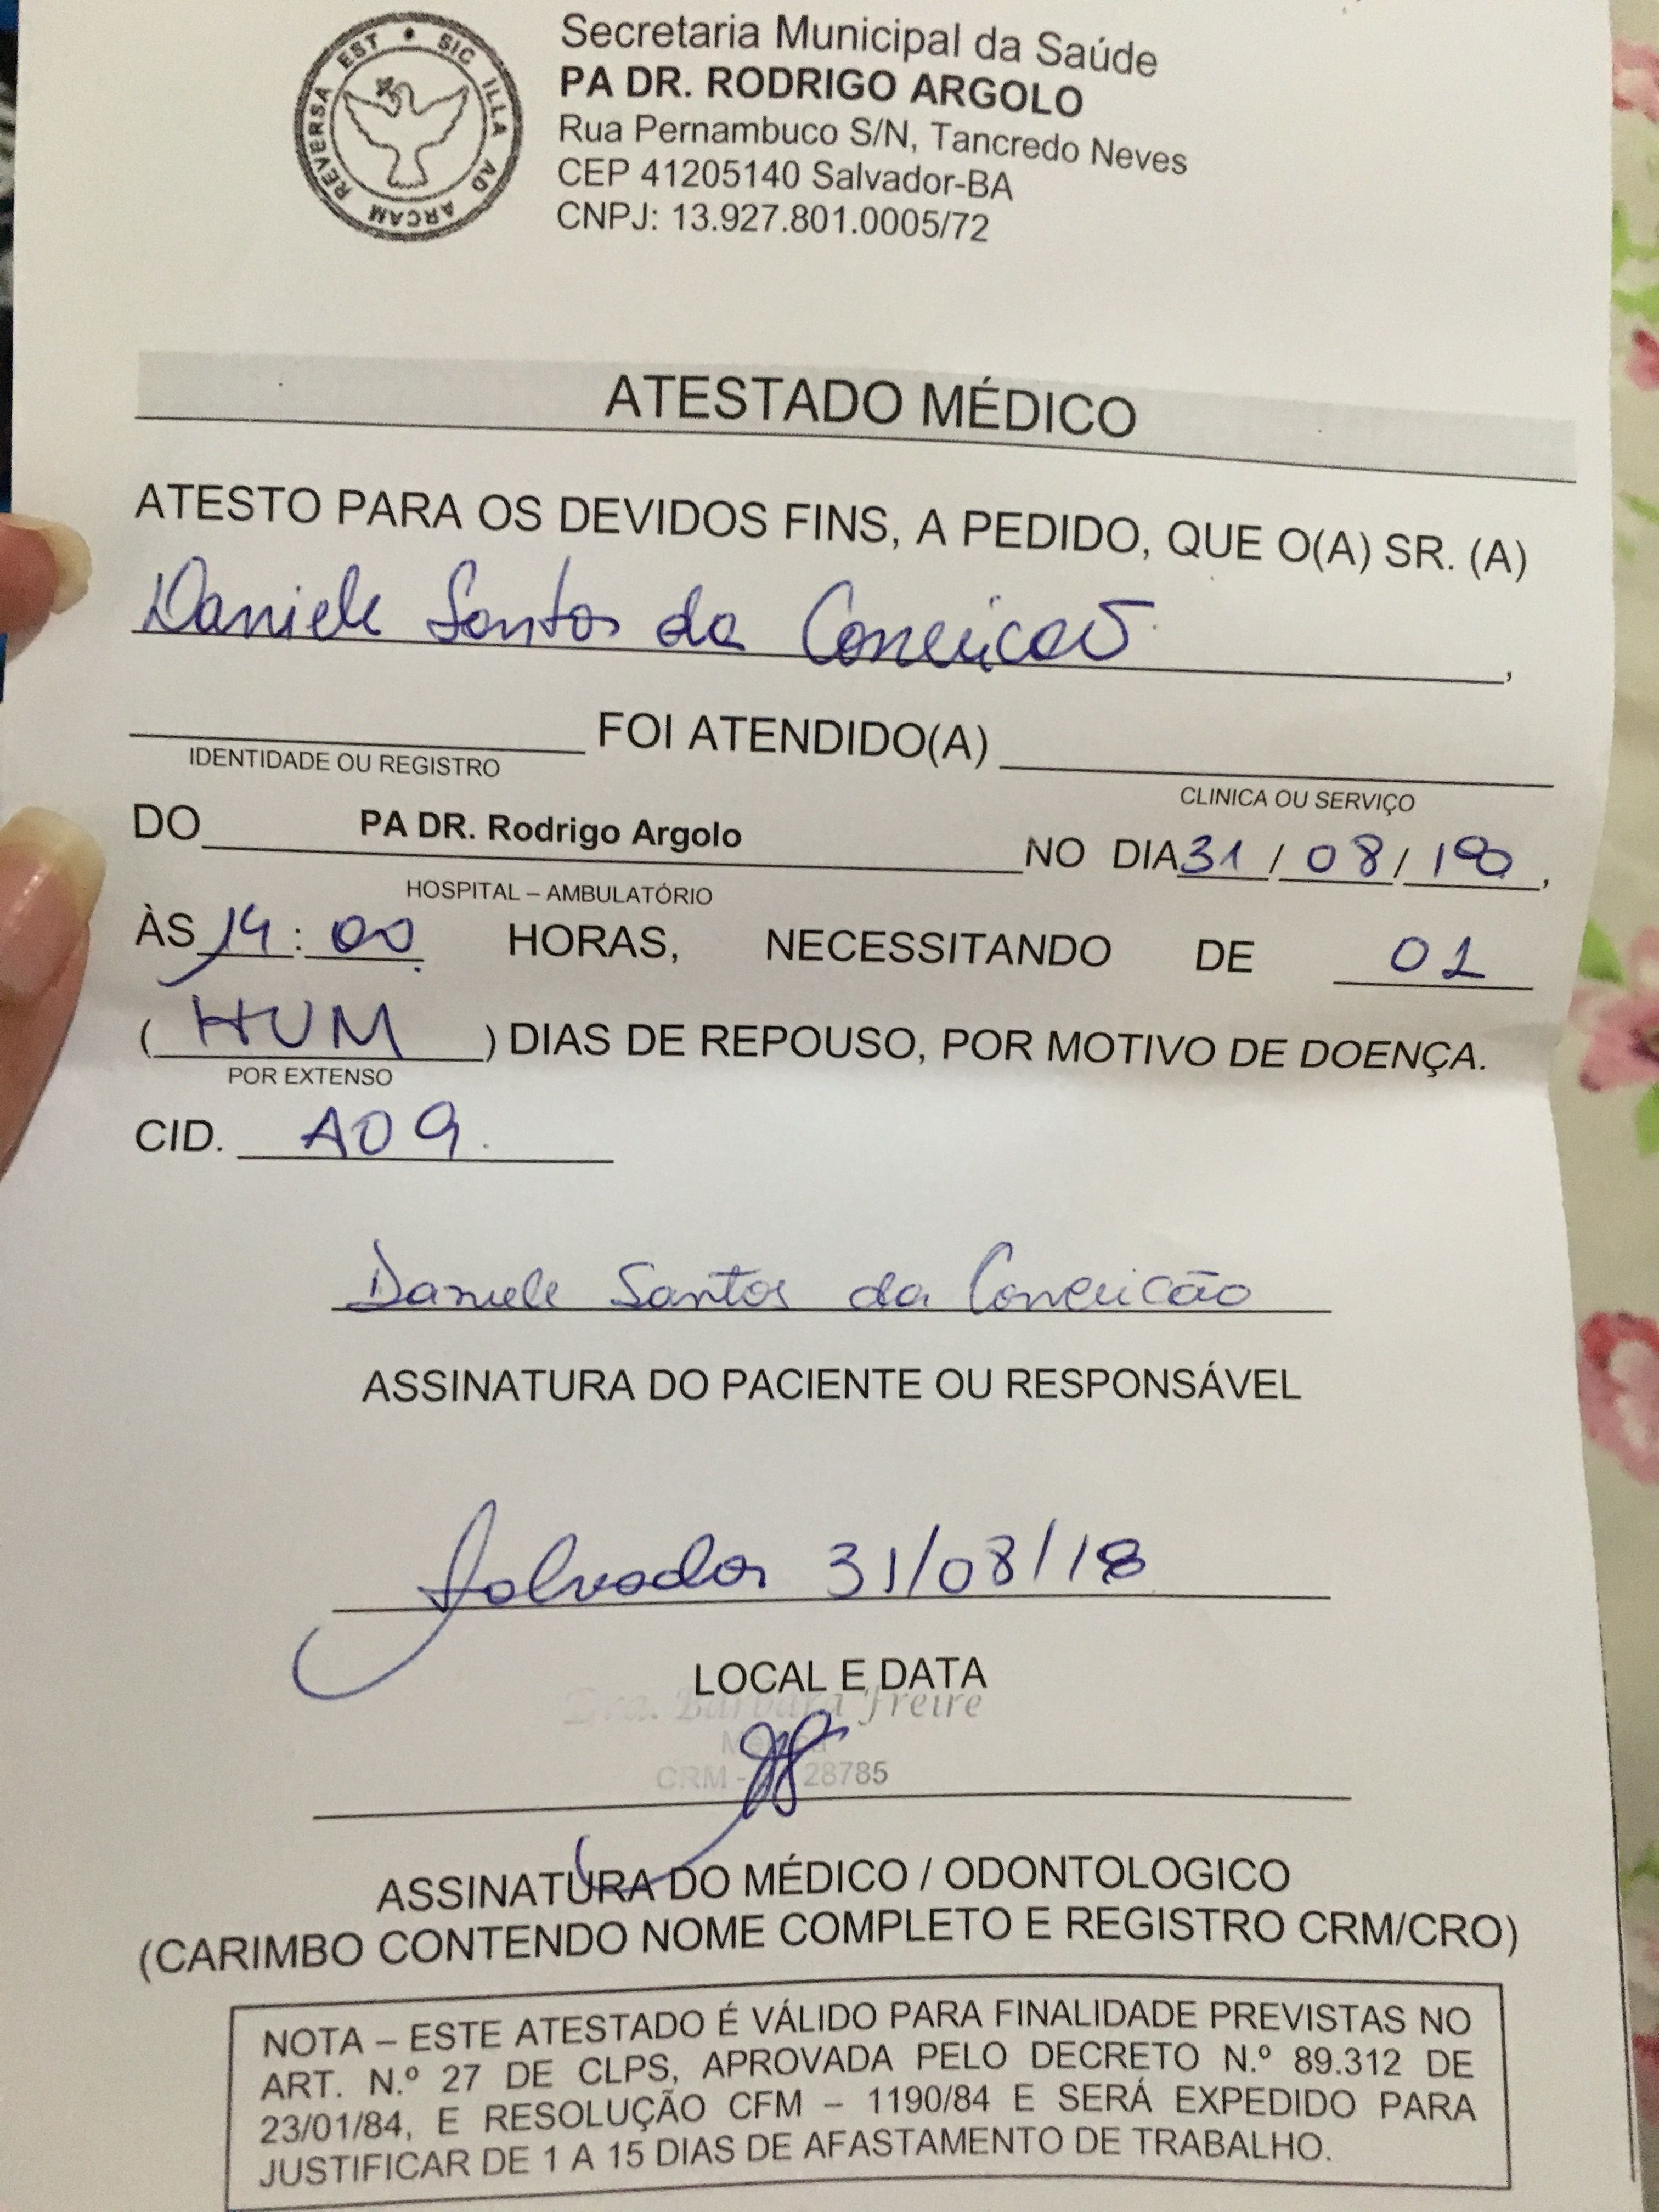 SIC ILLA AD ARCAM REVERSA EST
Secretaria Municipal da Saúde
PA DR. RODRIGO ARGOLO
Rua Pernambuco S/N, Tancredo Neves
CEP 41205140 Salvador-BA
CNPJ: 13.927.801.0005/72
ATESTADO MÉDICO
ATESTO PARA OS DEVIDOS FINS, A PEDIDO, QUE O(A) SR. (A)
Daniele Santos da Conceicaõ,
FOI ATENDIDO(A)
IDENTIDADE OU REGISTRO
CLINICA OU SERVIÇO
DO PA DR. Rodrigo Argolo NO DIA 31/08/18,
HOSPITAL – AMBULATÓRIO
ÀS 14:00 HORAS, NECESSITANDO DE 01
(HUM) DIAS DE REPOUSO, POR MOTIVO DE DOENÇA.
POR EXTENSO
CID. A09.
Daniele Santos da Conceicão
ASSINATURA DO PACIENTE OU RESPONSÁVEL
Salvador 31/08/18
LOCAL E DATA
Dra. Bárbara Freire
CRM - 28785
ASSINATURA DO MÉDICO / ODONTOLOGICO
(CARIMBO CONTENDO NOME COMPLETO E REGISTRO CRM/CRO)
NOTA – ESTE ATESTADO É VÁLIDO PARA FINALIDADE PREVISTAS NO
ART. N.º 27 DE CLPS, APROVADA PELO DECRETO N.º 89.312 DE
23/01/84, E RESOLUÇÃO CFM – 1190/84 E SERÁ EXPEDIDO PARA
JUSTIFICAR DE 1 A 15 DIAS DE AFASTAMENTO DE TRABALHO.